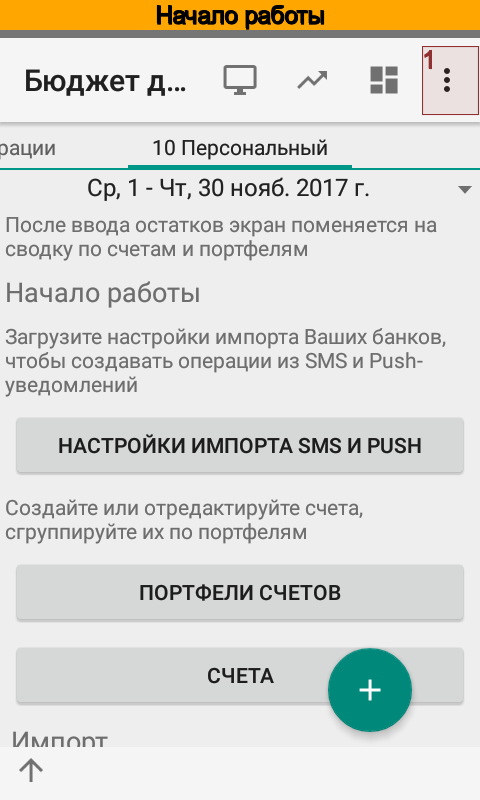 Начало работы
Бюджет д...
1
рации
10 Персональный
Ср, 1 - Чт, 30 нояб. 2017 г.
После ввода остатков экран поменяется на
сводку по счетам и портфелям
Начало работы
Загрузите настройки импорта Ваших банков,
чтобы создавать операции из SMS и Push-
уведомлений
НАСТРОЙКИ ИМПОРТА SMS И PUSH
Создайте или отредактируйте счета,
сгруппируйте их по портфелям
ПОРТФЕЛИ СЧЕТОВ
СЧЕТА
Импорт